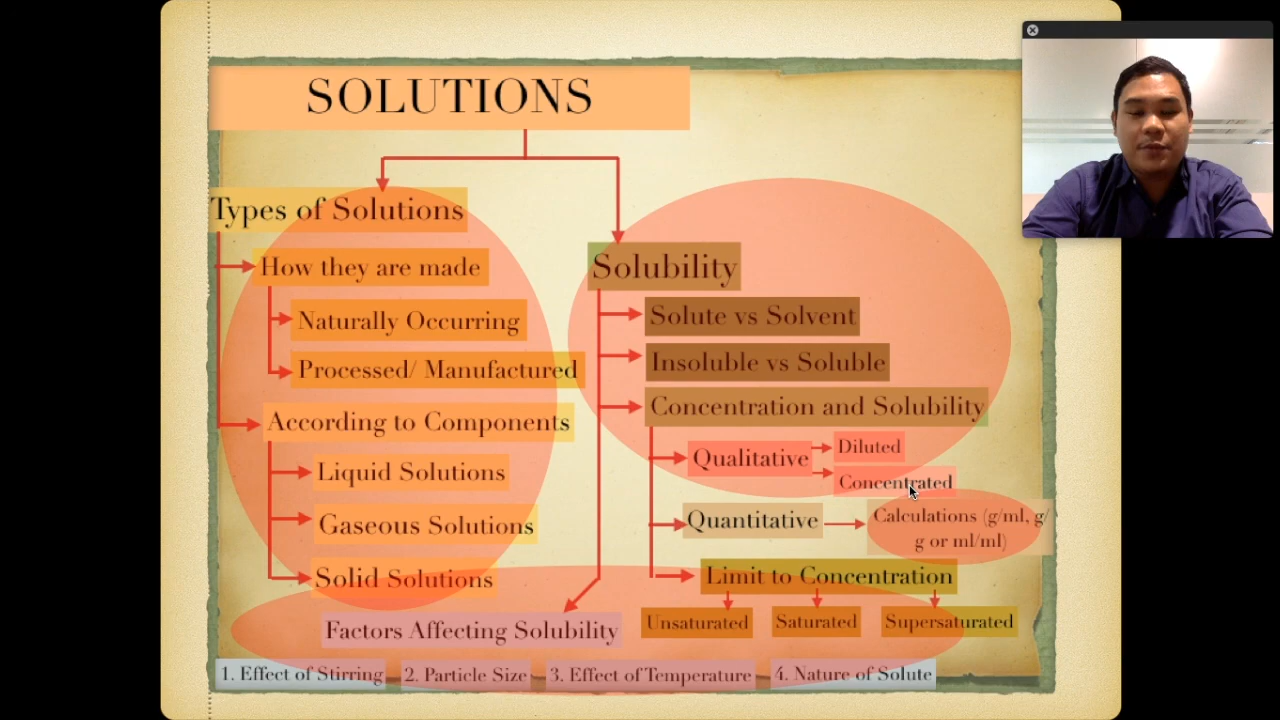 SOLUTIONS
Types of Solutions
How they are made
Naturally Occurring
Processed/ Manufactured
According to Components
Liquid Solutions
Gaseous Solutions
Solid Solutions
Solubility
Solute vs Solvent
Insoluble vs Soluble
Concentration and Solubility
Qualitative
Diluted
Concentrated
Quantitative
Calculations (g/ml, g/
g or ml/ml)
Limit to Concentration
Unsaturated
Saturated
Supersaturated
Factors Affecting Solubility
1. Effect of Stirring
2. Particle Size
3. Effect of Temperature
4. Nature of Solute